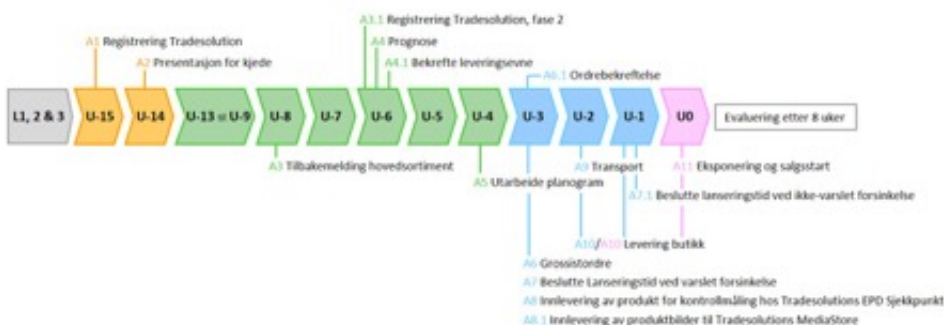 A3.1 Registrering Tradesolution, fase 2
A1 Registrering Tradesolution
A4 Prognose
A2 Presentasjon for kjede
A4.1 Bekrefte leveringsevne
A6.1 Ordrebekreftelse
L1, 2 & 3
U-15
U-14
U-13 til U-9
U-8
U-7
U-6
U-5
U-4
U-3
U-2
U-1
U0
Evaluering etter 8 uker
A3 Tilbakemelding hovedsortiment
A9 Transport
A11 Eksponering og salgsstart
A5 Utarbeide planogram
A7.1 Beslutte lanseringstid ved ikke-varslet forsinkelse
A10/A10 Levering butikk
A6 Grossistordre
A7 Beslutte Lanseringstid ved varslet forsinkelse
A8 Innlevering av produkt for kontrollmåling hos Tradesolutions EPD Sjekkpunkt
A8.1 Innlevering av produktbilder til Tradesolutions MediaStore